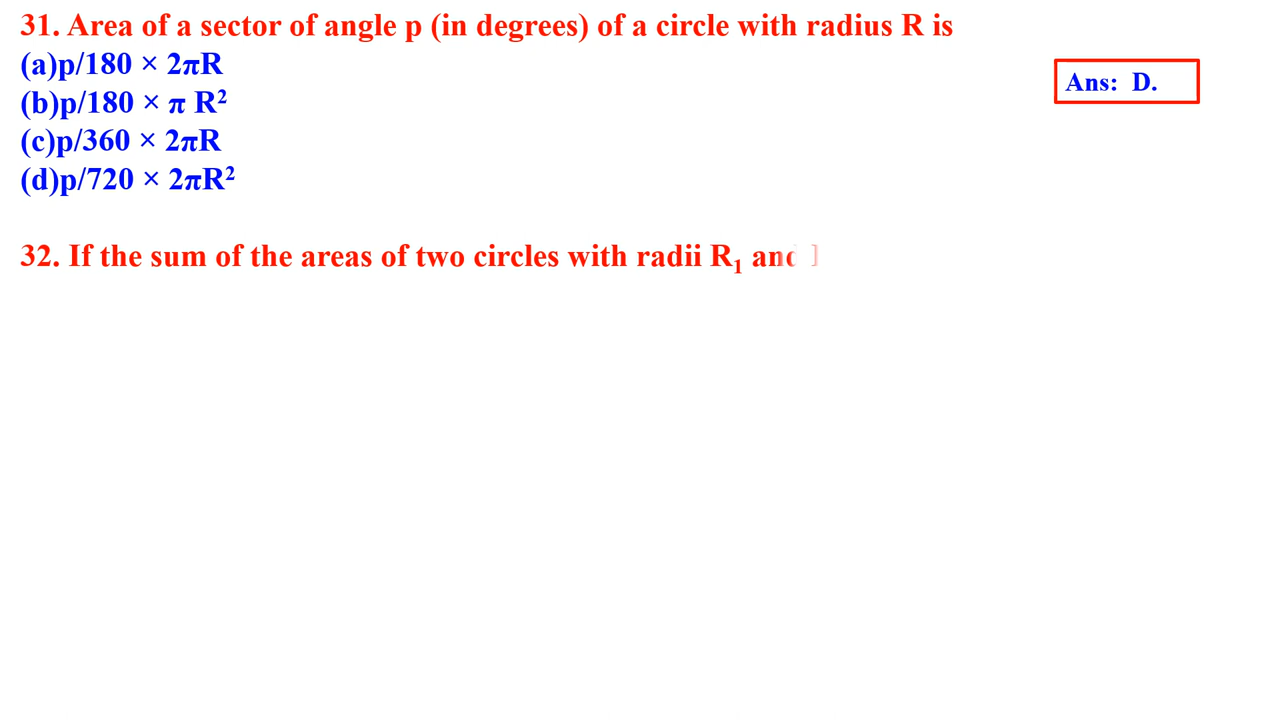 31. Area of a sector of angle p (in degrees) of a circle with radius R is
(a)p/180 × 2πR
(b)p/180 × π R²
(c)p/360 × 2πR
(d)p/720 × 2πR²
Ans: D.
32. If the sum of the areas of two circles with radii R₁ and